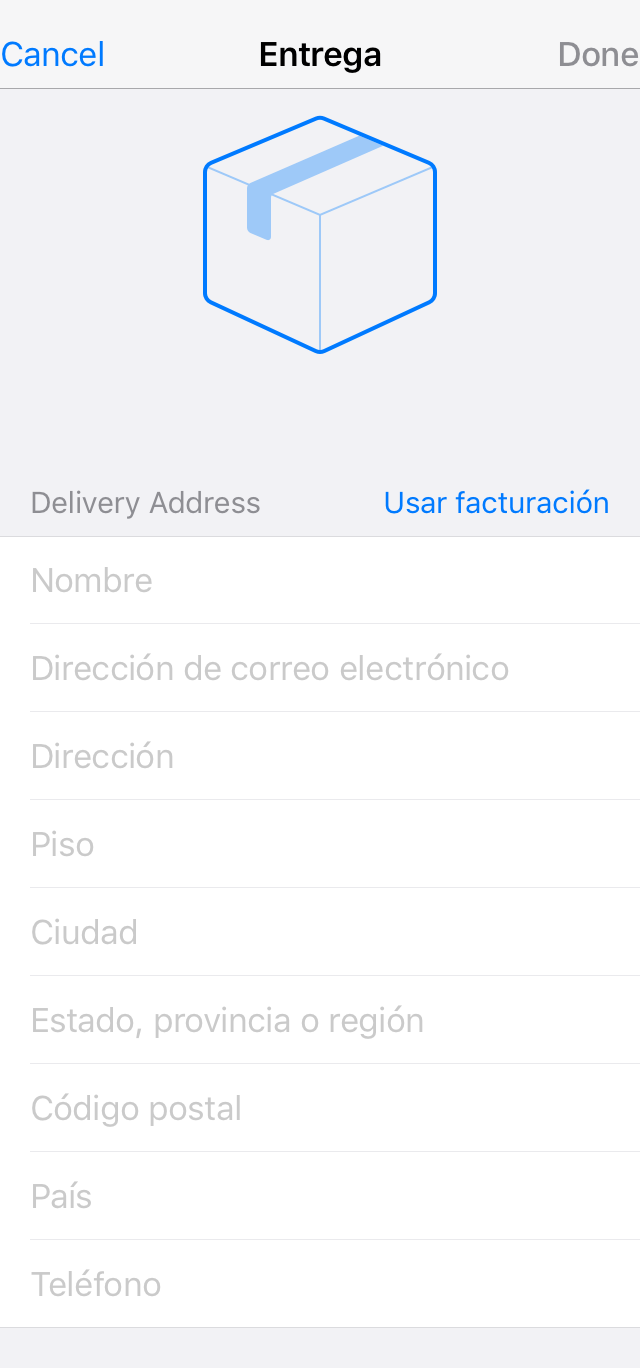 Cancel Entrega Done
Delivery Address Usar facturación
Nombre
Dirección de correo electrónico
Dirección
Piso
Ciudad
Estado, provincia o región
Código postal
País
Teléfono